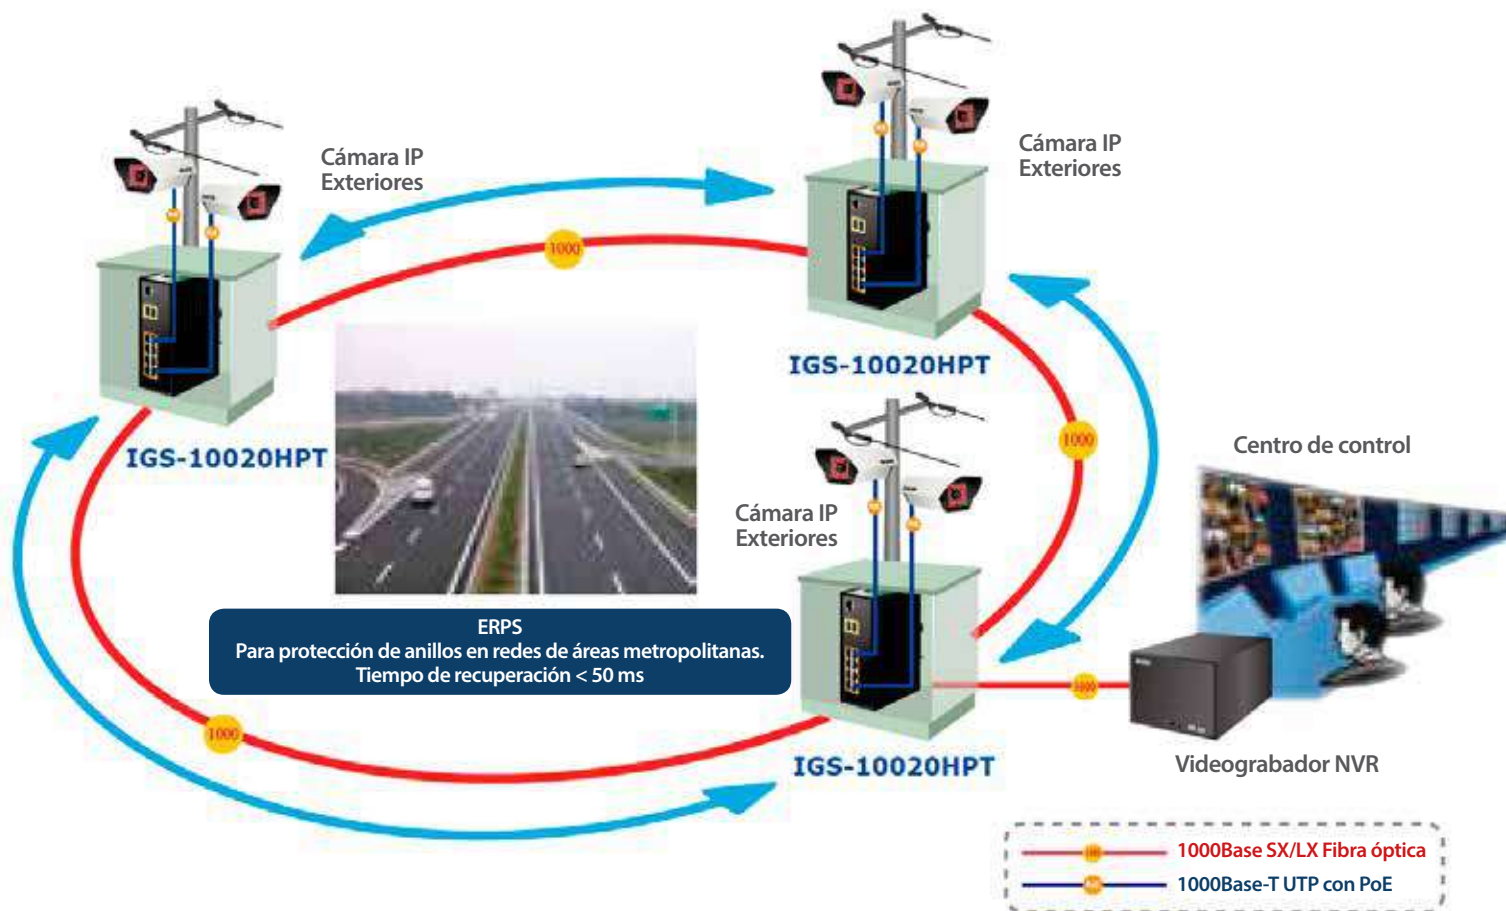 Cámara IP
Exteriores
Cámara IP
Exteriores
1000
IGS-10020HPT
1000
IGS-10020HPT
Centro de control
Cámara IP
Exteriores
ERPS
Para protección de anillos en redes de áreas metropolitanas.
Tiempo de recuperación < 50 ms
1000
1000
IGS-10020HPT
Videograbador NVR
1000Base SX/LX Fibra óptica
1000Base-T UTP con PoE